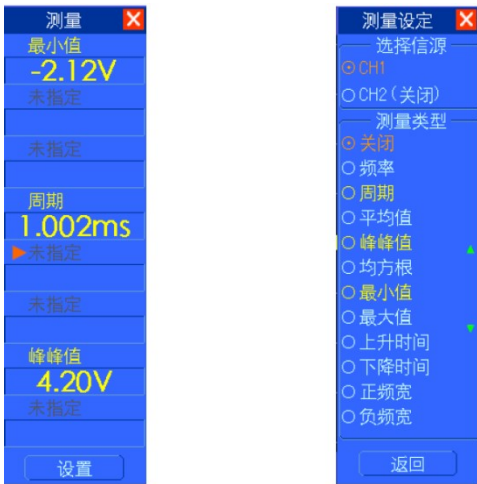 测量
最小值
-2.12V
未指定
未指定
周期
1.002ms
未指定
未指定
峰峰值
4.20V
未指定
设置
测量设定
选择信源
CH1
CH2(关闭)
测量类型
关闭
频率
周期
平均值
峰峰值
均方根
最小值
最大值
上升时间
下降时间
正频宽
负频宽
返回